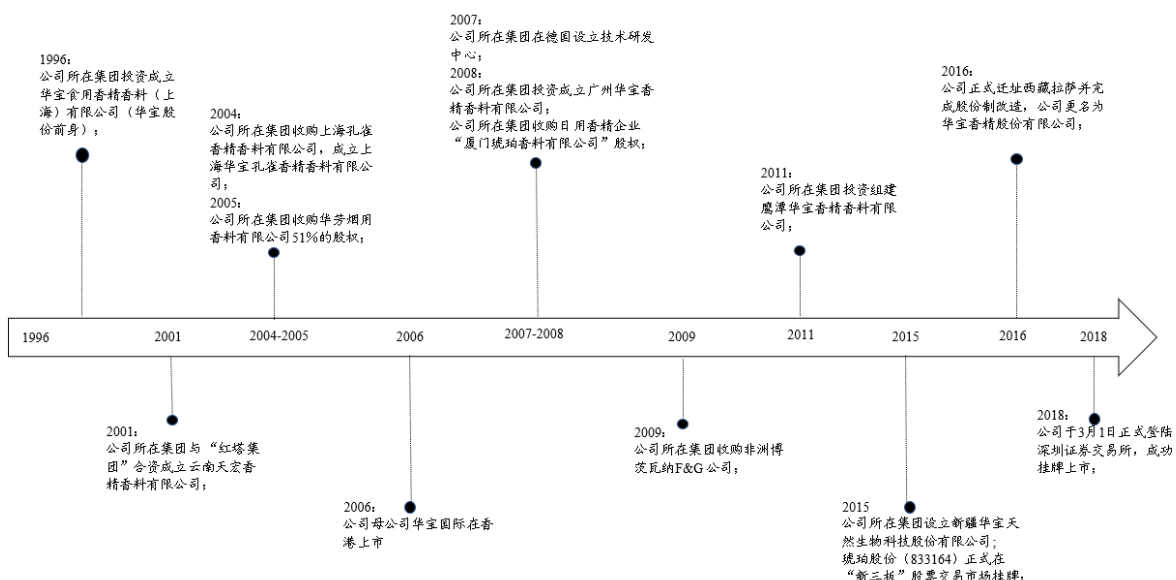 1996:
公司所在集团投资成立
华宝食用香精香料（上
海）有限公司（华宝股
份前身）；
2004:
公司所在集团收购上海孔雀
香精香料有限公司，成立上
海华宝孔雀香精香料有限公
司；
2005:
公司所在集团收购华芳烟用
香料有限公司51%的股权；
2007:
公司所在集团在德国设立技术研发
中心；
2008:
公司所在集团投资成立广州华宝香
精香料有限公司；
公司所在集团收购日用香精企业
“厦门琥珀香料有限公司”股权；
2011:
公司所在集团投资组建
鹰潭华宝香精香料有限
公司；
2016:
公司正式迁址西藏拉萨并完
成股份制改造，公司更名为
华宝香精股份有限公司；
1996
2001
2004-2005
2006
2007-2008
2009
2011
2015
2016
2018
2001:
公司所在集团与“红塔集
团”合资成立云南天宏香
精香料有限公司；
2006:
公司母公司华宝国际在香
港上市
2009:
公司所在集团收购非洲博
茨瓦纳F&G公司；
2015
公司所在集团设立新疆华宝天
然生物科技股份有限公司；
琥珀股份（833164）正式在
“新三板”股票交易市场挂牌，
2018:
公司于3月1日正式登陆
深圳证券交易所，成功
挂牌上市；